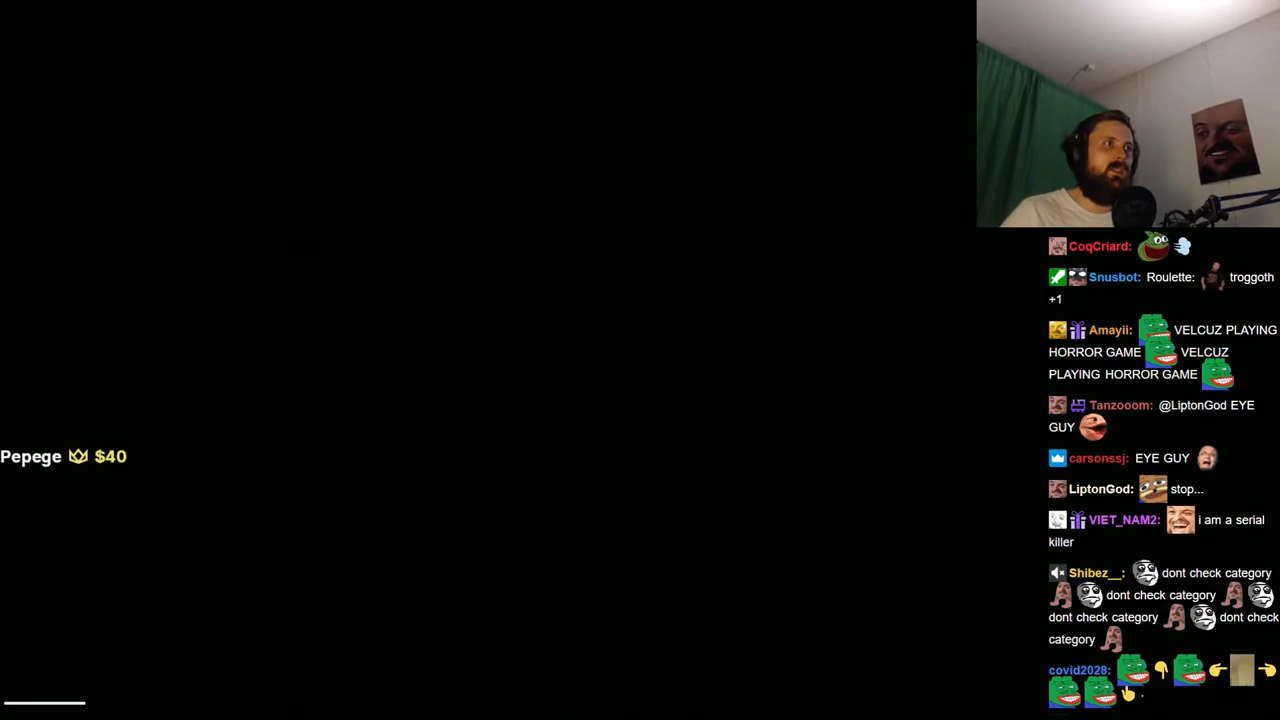 CoqCriard:
Snusbot: Roulette: troggoth
+1
Amayii: VELCUZ PLAYING
HORROR GAME VELCUZ
PLAYING HORROR GAME
Tanzooom: @LiptonGod EYE
GUY
Pepege $40
carsonssj: EYE GUY
LiptonGod: stop...
VIET_NAM2: i am a serial
killer
Shibez__: dont check category
dont check category
dont check category dont check
category
covid2028: .